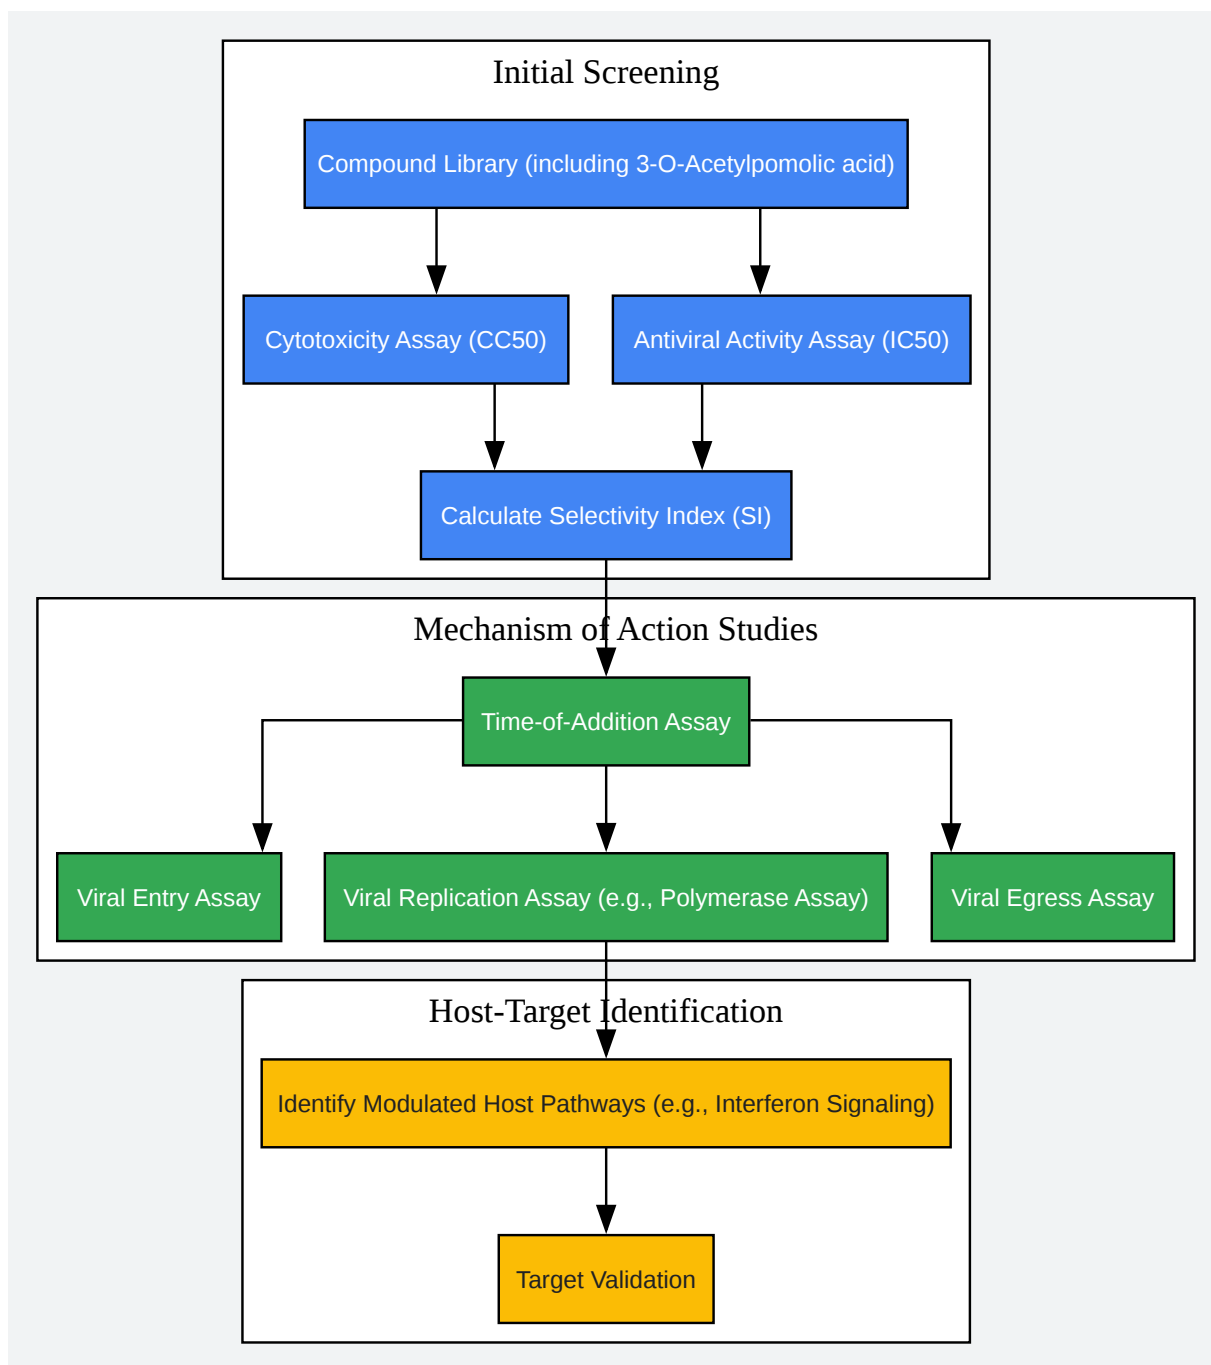 Initial Screening
Compound Library (including 3-O-Acetylpomolic acid)
Cytotoxicity Assay (CC50)
Antiviral Activity Assay (IC50)
Calculate Selectivity Index (SI)
Mechanism of Action Studies
Time-of-Addition Assay
Viral Entry Assay
Viral Replication Assay (e.g., Polymerase Assay)
Viral Egress Assay
Host-Target Identification
Identify Modulated Host Pathways (e.g., Interferon Signaling)
Target Validation